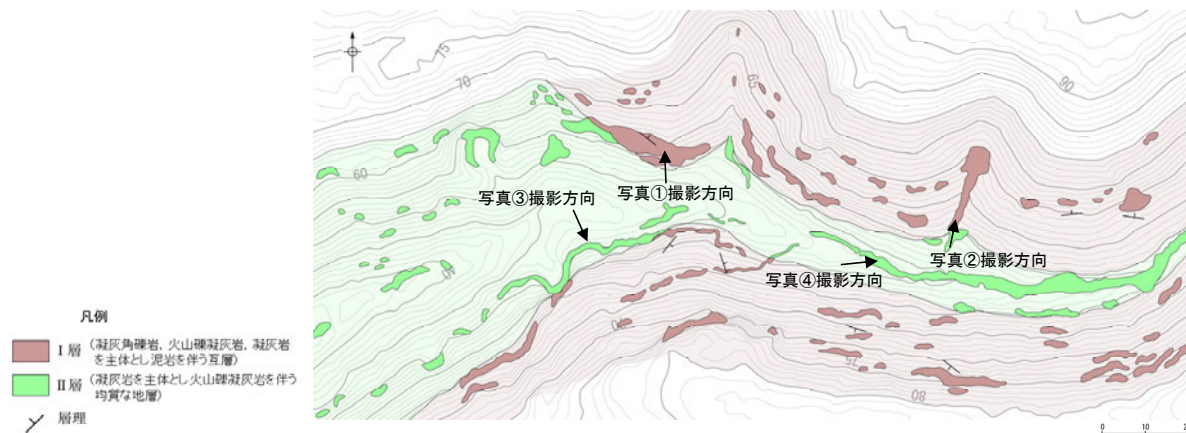 凡例
Ⅰ層 (凝灰角礫岩，火山礫凝灰岩，凝灰岩
を主体とし泥岩を伴う互層)
Ⅱ層 (凝灰岩を主体とし火山礫凝灰岩を伴う
均質な地層)
層理
75
70
65
90
60
写真③撮影方向
写真①撮影方向
写真②撮影方向
写真④撮影方向
75
80
0 10